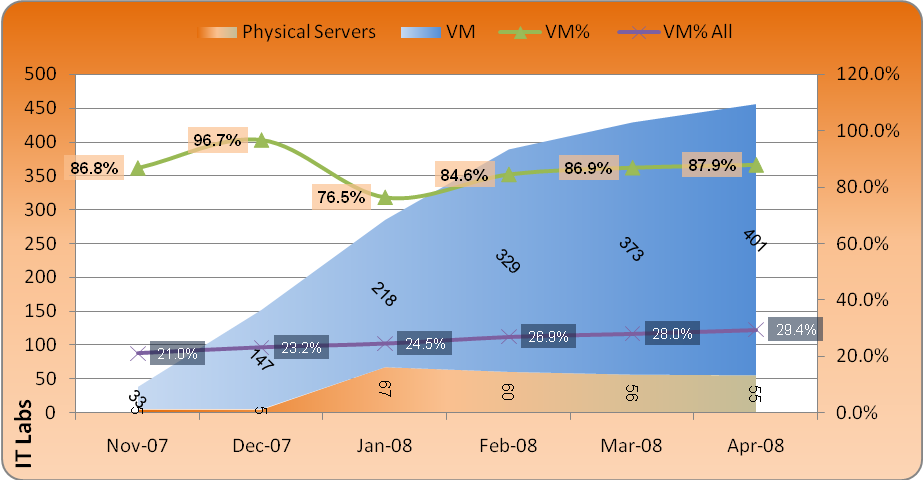 Physical Servers VM VM% VM% All
500 120.0%
450
400 100.0%
350
300 80.0%
250
200 60.0%
150
100 40.0%
50 20.0%
0 0.0%
86.8% 96.7% 76.5% 84.6% 86.9% 87.9%
33 147 218 329 373 401
21.0% 23.2% 24.5% 26.9% 28.0% 29.4%
5 5 67 60 56 55
Nov-07 Dec-07 Jan-08 Feb-08 Mar-08 Apr-08
IT Labs